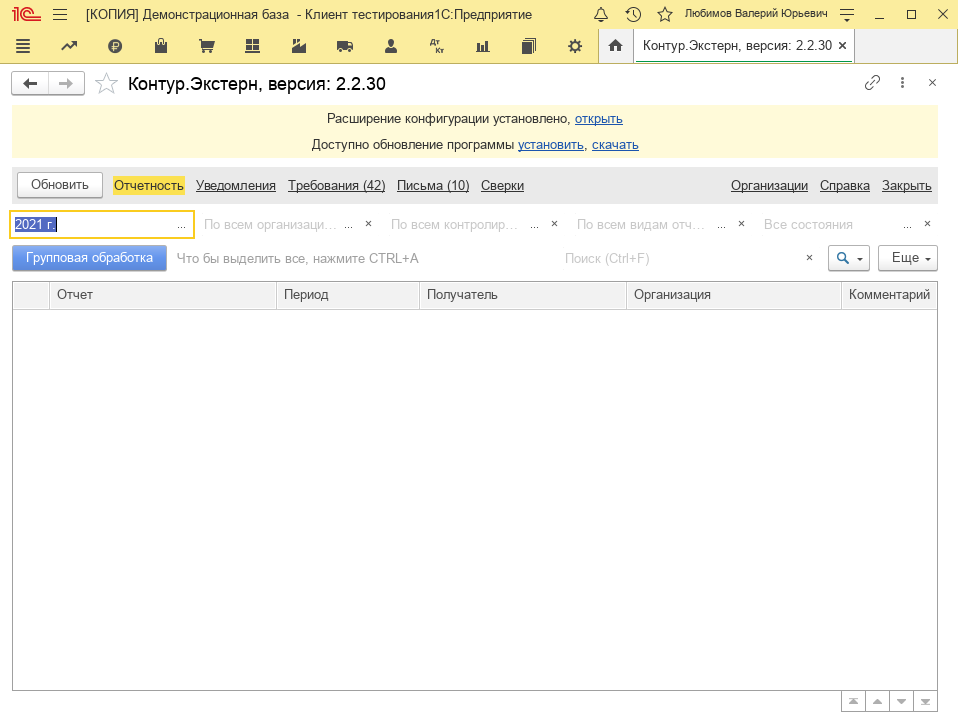 1С [КОПИЯ] Демонстрационная база - Клиент тестирования1С:Предприятие Любимов Валерий Юрьевич
Контур.Экстерн, версия: 2.2.30
Контур.Экстерн, версия: 2.2.30
Расширение конфигурации установлено, открыть
Доступно обновление программы установить, скачать
Обновить Отчетность Уведомления Требования (42) Письма (10) Сверки Организации Справка Закрыть
2021 г. ... По всем организаци... ... По всем контролир... ... По всем видам отч... ... Все состояния ...
Групповая обработка Что бы выделить все, нажмите CTRL+A Поиск (Ctrl+F) Еще
Отчет Период Получатель Организация Комментарий